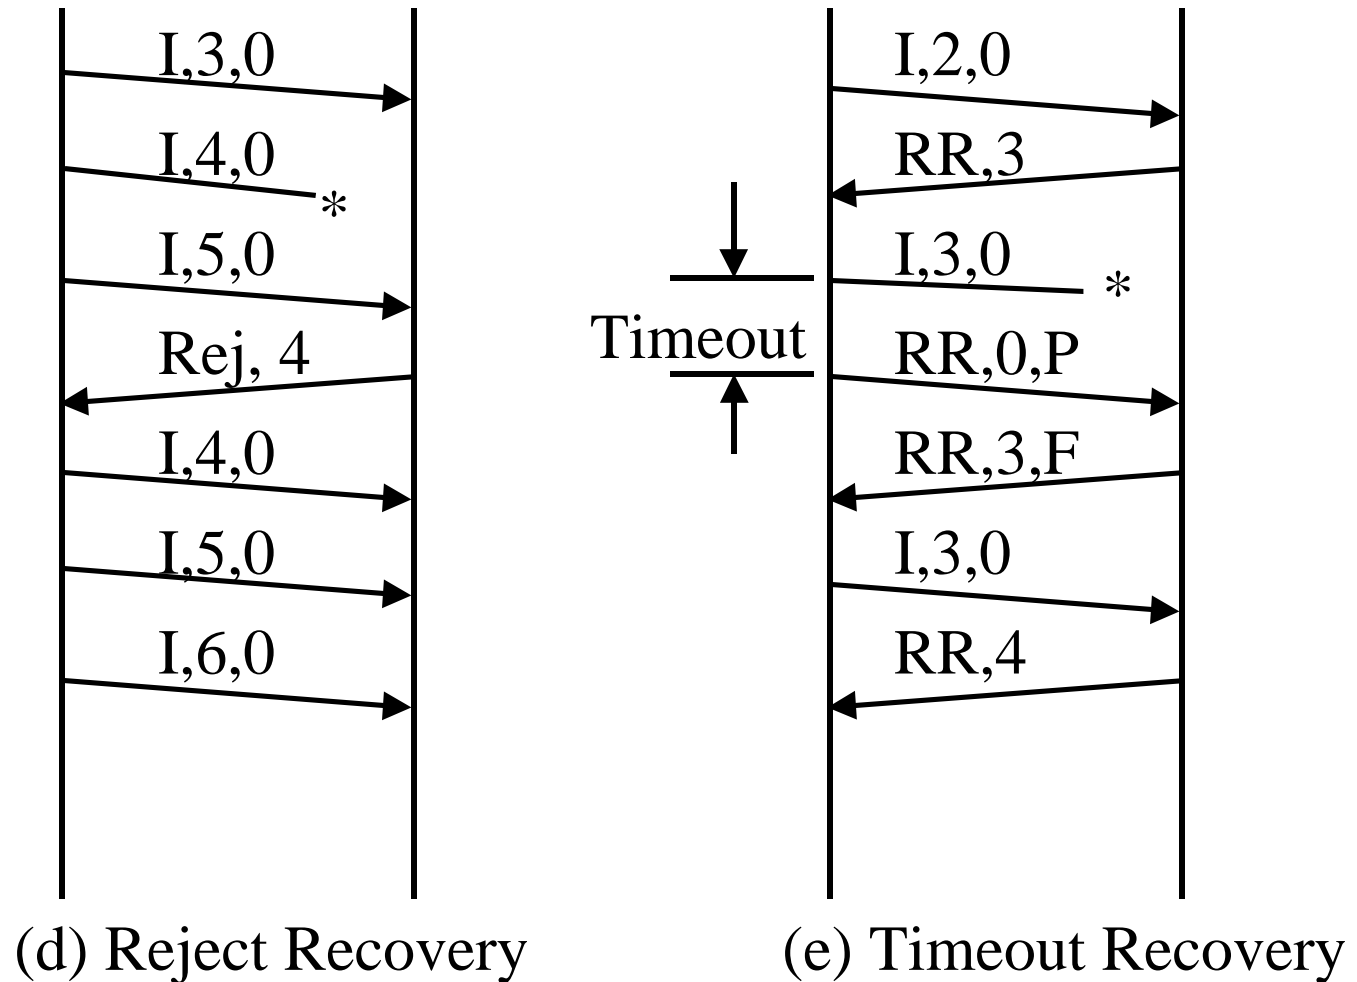 I,3,0
I,4,0
*
I,5,0
Rej, 4
I,4,0
I,5,0
I,6,0
(d) Reject Recovery
I,2,0
RR,3
I,3,0
*
Timeout
RR,0,P
RR,3,F
I,3,0
RR,4
(e) Timeout Recovery